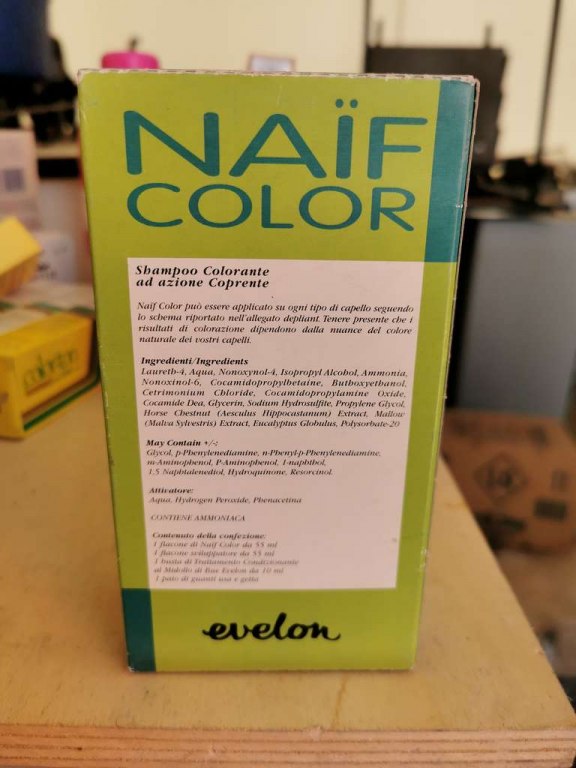 NAÏF
COLOR
Shampoo Colorante
ad azione Coprente
Naif Color può essere applicato su ogni tipo di capello seguendo
lo schema riportato nell'allegato depliant. Tenere presente che i
risultati di colorazione dipendono dalla nuance del colore
naturale dei vostri capelli.
Ingredienti/Ingredients
Laureth-4, Aqua, Nonoxynol-4, Isopropyl Alcohol, Ammonia,
Nonoxinol-6, Cocamidopropylbetaine, Buthoxyethanol,
Cetrimonium Chloride, Cocamidopropylamine Oxide,
Cocamide Dea, Glycerin, Sodium Hydrosulfite, Propylene Glycol,
Horse Chestnut (Aesculus Hippocastanum) Extract, Mallow
(Malva Sylvestris) Extract, Eucalyptus Globulus, Polysorbate-20
May Contain +/-:
Glycol, p-Phenylenediamine, n-Phenyl-p-Phenylenediamine,
m-Aminophenol, P-Aminophenol, 1-naphthol,
1.5 Naphtalenediol, Hydroquinone, Resorcinol.
Attivatore:
Aqua, Hydrogen Peroxide, Phenacetina
CONTIENE AMMONIACA
Contenuto della confezione:
1 flacone di Naif Color da 55 ml
1 flacone sviluppatore da 55 ml
1 busta di Trattamento Condizionante
al Midollo di Bue Evelon da 10 ml
1 paio di guanti usa e getta
evelon
colorton